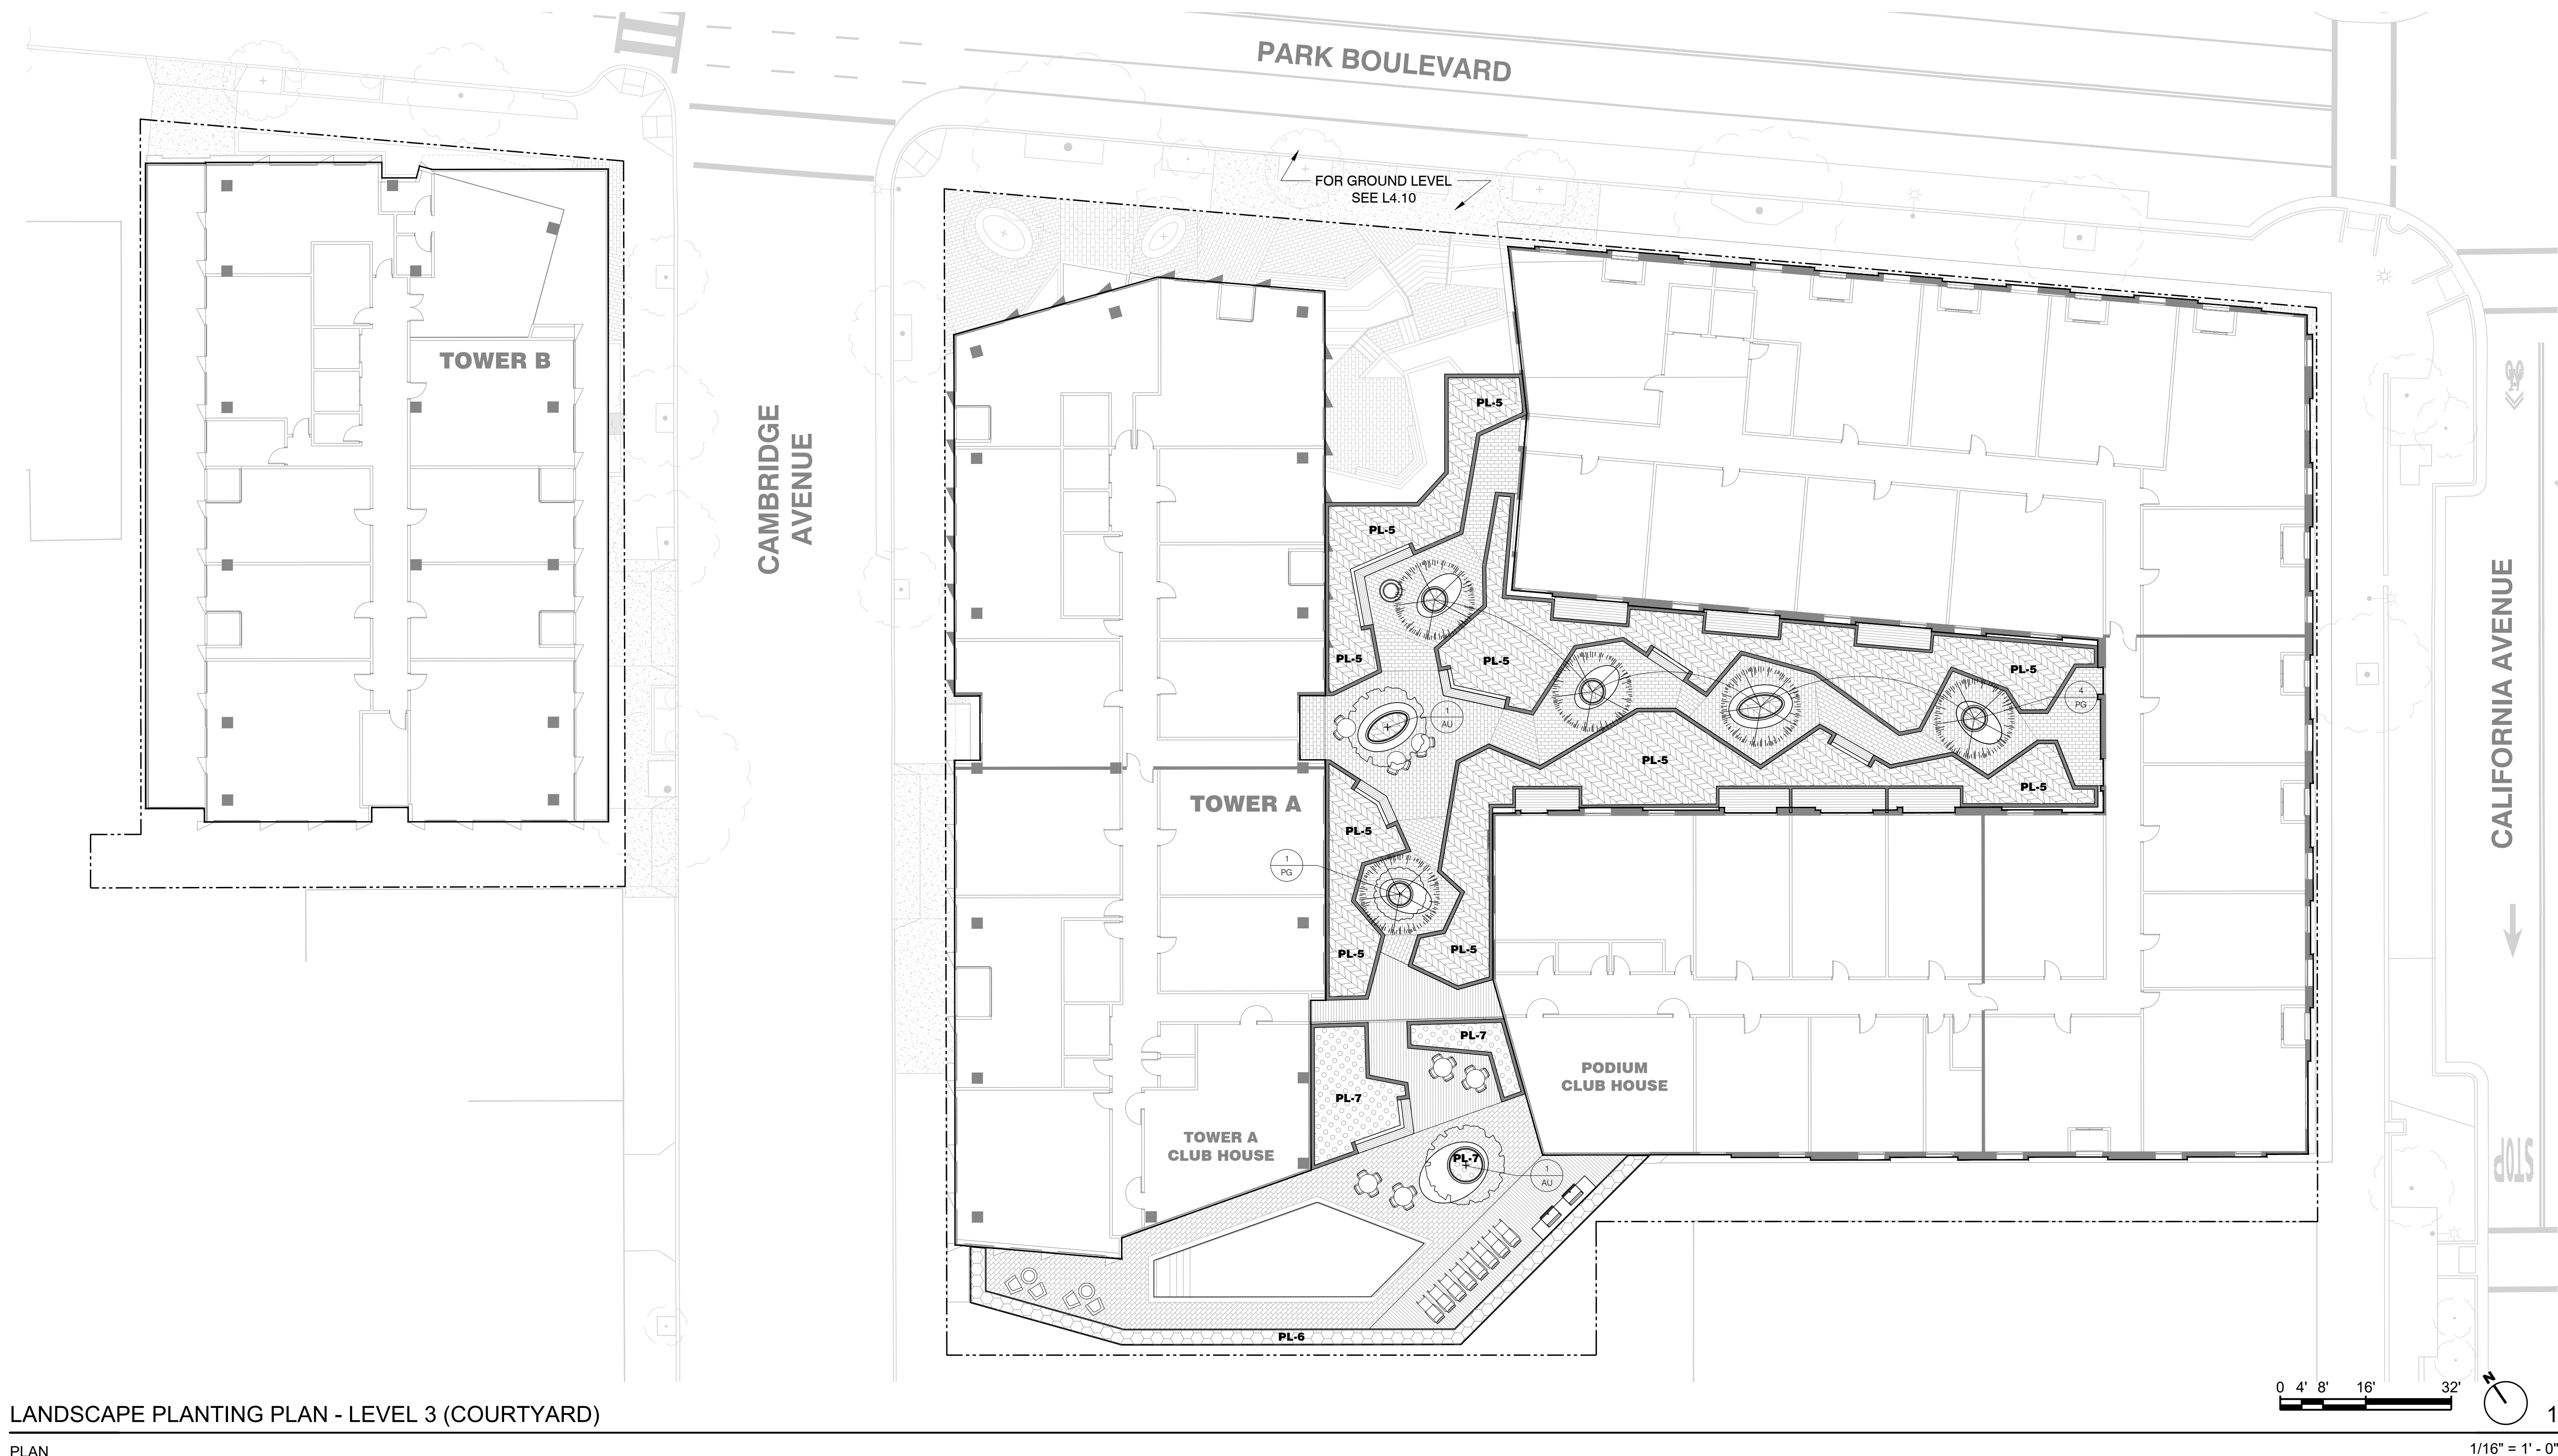 PARK BOULEVARD
FOR GROUND LEVEL
SEE L4.10
TOWER B
CAMBRIDGE
AVENUE
PL-5
PL-5
PL-5
PL-5
PL-5
4
PG
1
AU
PL-5
PL-5
TOWER A
PL-5
1
PG
PL-5
PL-5
CALIFORNIA AVENUE
PL-7
PL-7
PODIUM
CLUB HOUSE
TOWER A
CLUB HOUSE
PL-7
1
AU
STOP
PL-6
0 4' 8' 16' 32'
N
1
LANDSCAPE PLANTING PLAN - LEVEL 3 (COURTYARD)
PLAN
1/16" = 1' - 0"